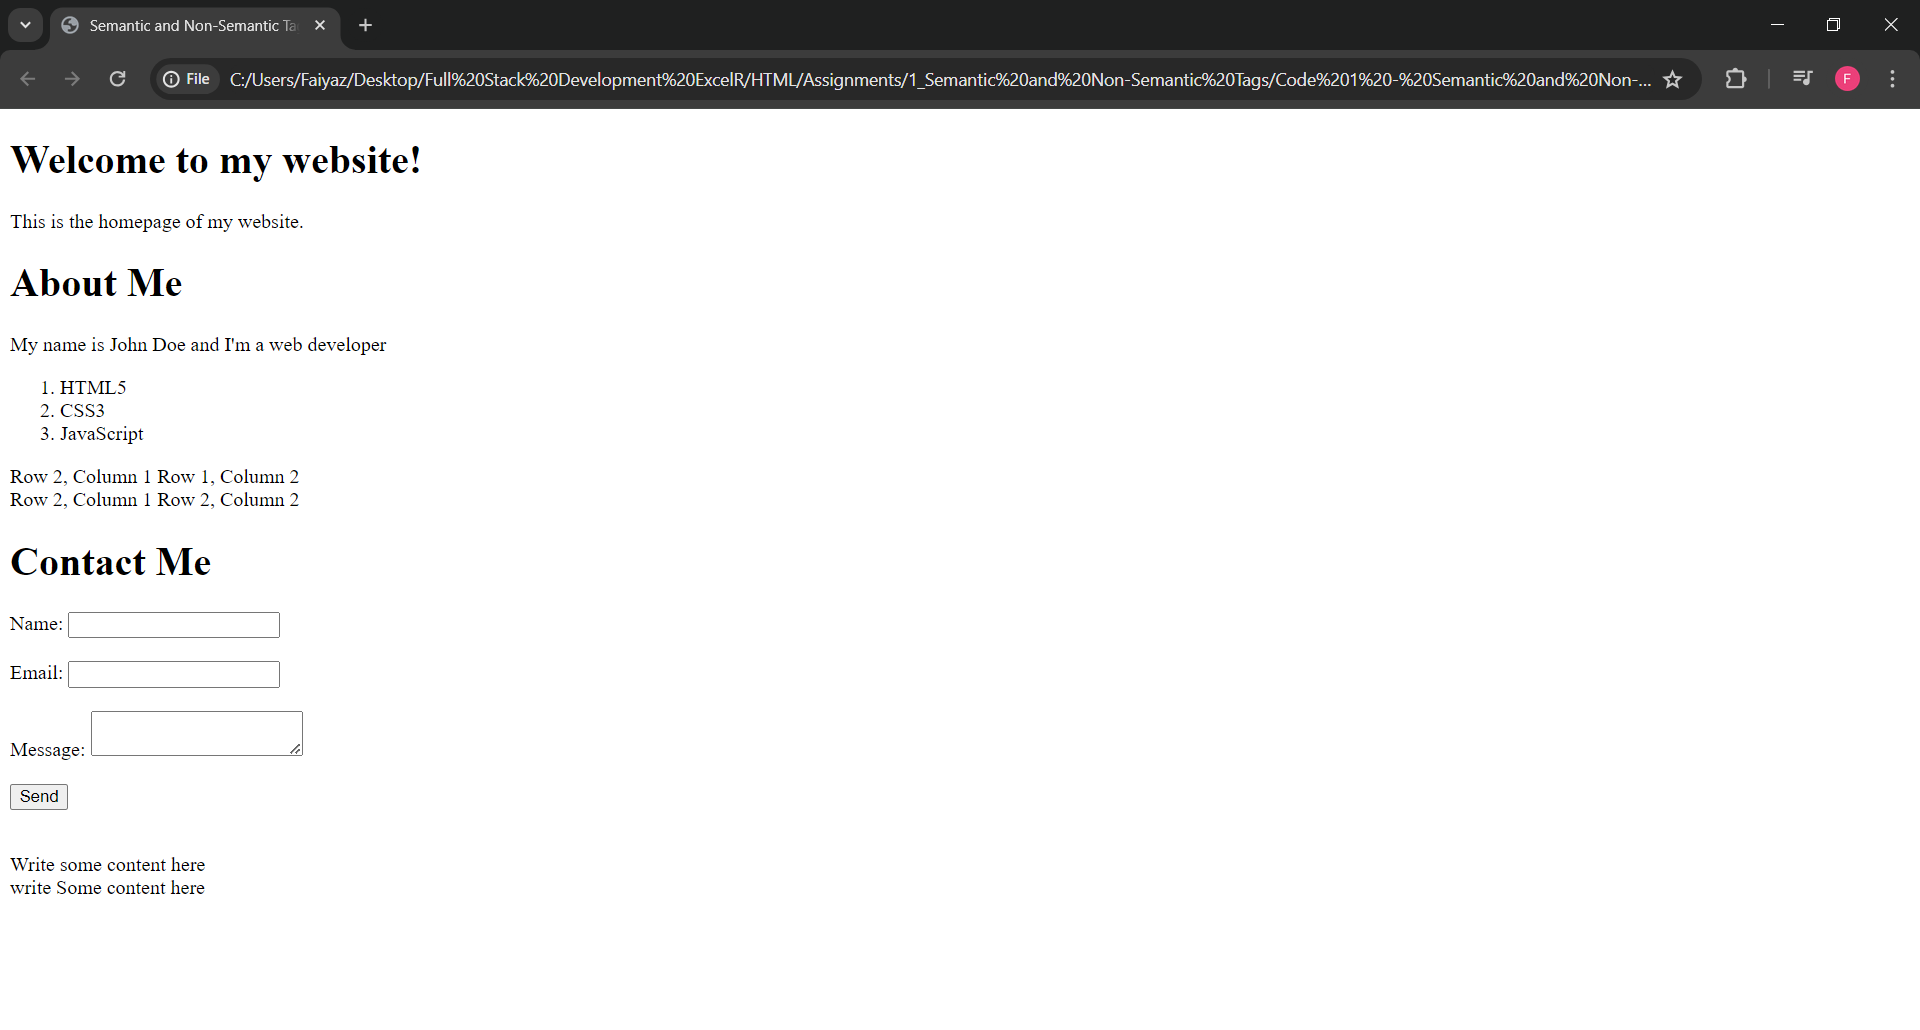 Semantic and Non-Semantic Ta
File
C:/Users/Faiyaz/Desktop/Full%20Stack%20Development%20ExcelR/HTML/Assignments/1_Semantic%20and%20Non-Semantic%20Tags/Code%201%20-%20Semantic%20and%20Non-...
F
Welcome to my website!
This is the homepage of my website.
About Me
My name is John Doe and I'm a web developer
1. HTML5
2. CSS3
3. JavaScript
Row 2, Column 1 Row 1, Column 2
Row 2, Column 1 Row 2, Column 2
Contact Me
Name:
Email:
Message:
Send
Write some content here
write Some content here